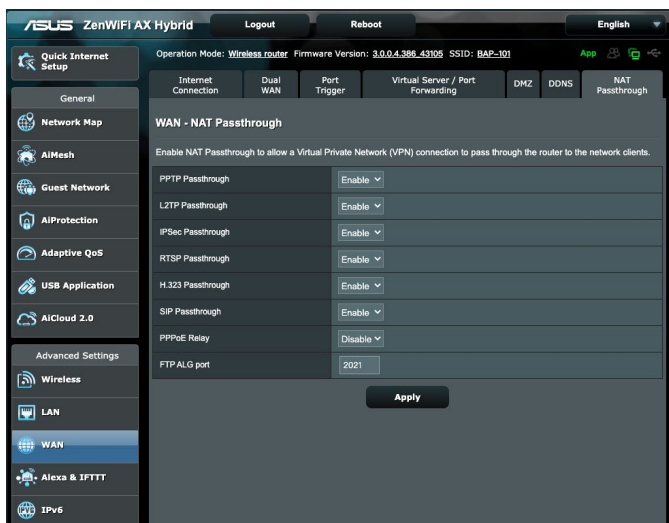 ASUS ZenWiFi AX Hybrid Logout Reboot English
Quick Internet
Setup
Operation Mode: Wireless router Firmware Version: 3.0.0.4.386_43105 SSID: BAP-101 App
General
Network Map
AiMesh
Guest Network
AiProtection
Adaptive QoS
USB Application
AiCloud 2.0
Advanced Settings
Wireless
LAN
WAN
Alexa & IFTTT
IPv6
Internet
Connection
Dual
WAN
Port
Trigger
Virtual Server / Port
Forwarding
DMZ
DDNS
NAT
Passthrough
WAN - NAT Passthrough
Enable NAT Passthrough to allow a Virtual Private Network (VPN) connection to pass through the router to the network clients.
PPTP Passthrough Enable
L2TP Passthrough Enable
IPSec Passthrough Enable
RTSP Passthrough Enable
H.323 Passthrough Enable
SIP Passthrough Enable
PPPoE Relay Disable
FTP ALG port 2021
Apply